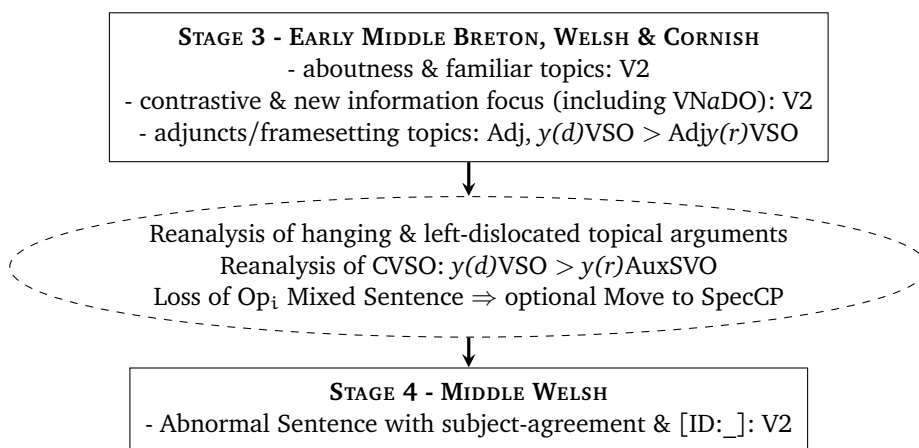 STAGE 3 - EARLY MIDDLE BRETON, WELSH & CORNISH
- aboutness & familiar topics: V2
- contrastive & new information focus (including VNaDO): V2
- adjuncts/framesetting topics: Adj, y(d)VSO > Adjy(r)VSO
Reanalysis of hanging & left-dislocated topical arguments
Reanalysis of CVSO: y(d)VSO > y(r)AuxSVO
Loss of Opᵢ Mixed Sentence ⇒ optional Move to SpecCP
STAGE 4 - MIDDLE WELSH
- Abnormal Sentence with subject-agreement & [ID:_]: V2